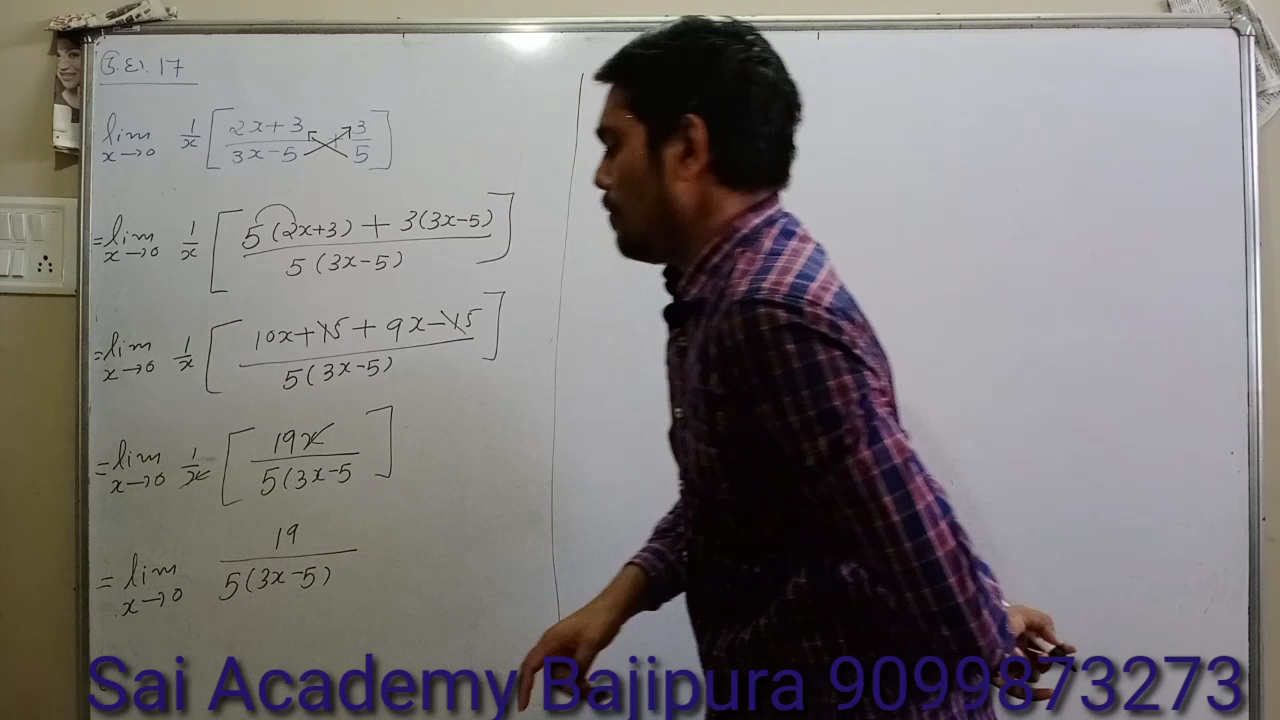 ઉ.દા. 17
lim x→0 1/x [ (2x+3)/(3x-5) + 3/5 ]
= lim x→0 1/x [ (5(2x+3) + 3(3x-5))/(5(3x-5)) ]
= lim x→0 1/x [ (10x+15+9x-15)/(5(3x-5)) ]
= lim x→0 1/x [ 19x/(5(3x-5 ]
= lim x→0 19/(5(3x-5))
Sai Academy Bajipura 9099873273